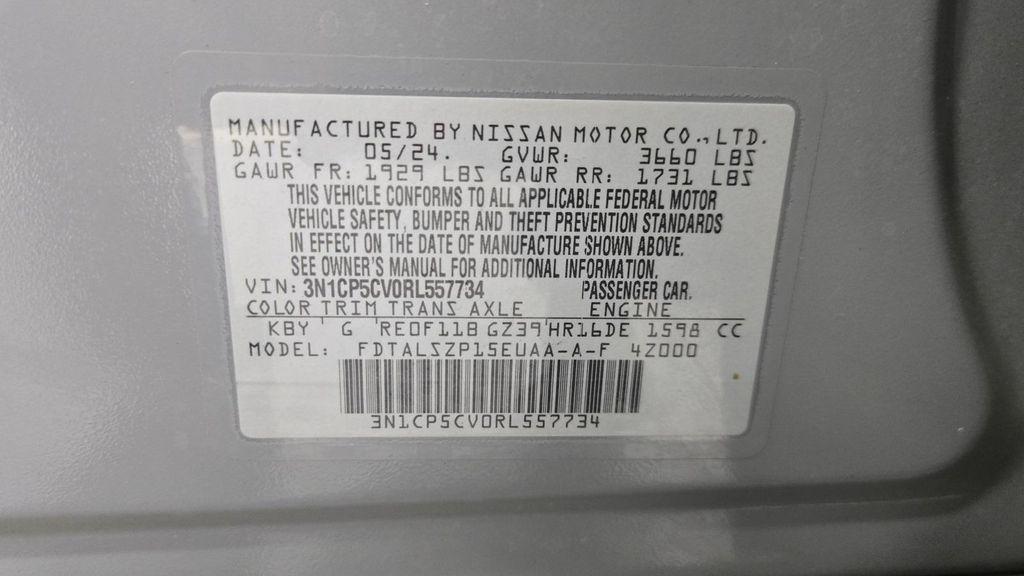 MANUFACTURED BY NISSAN MOTOR CO., LTD.
DATE: 05/24. GVWR: 3660 LBS
GAWR FR: 1929 LBS GAWR RR: 1731 LBS
THIS VEHICLE CONFORMS TO ALL APPLICABLE FEDERAL MOTOR
VEHICLE SAFETY, BUMPER AND THEFT PREVENTION STANDARDS
IN EFFECT ON THE DATE OF MANUFACTURE SHOWN ABOVE.
SEE OWNER'S MANUAL FOR ADDITIONAL INFORMATION.
VIN: 3N1CP5CV0RL557734 PASSENGER CAR.
COLOR TRIM TRANS AXLE ENGINE
KBY G RE0F11B GZ39 HR16DE 1598 CC
MODEL: FDTALSZP15EUAA-A-F 4Z000
3N1CP5CV0RL557734